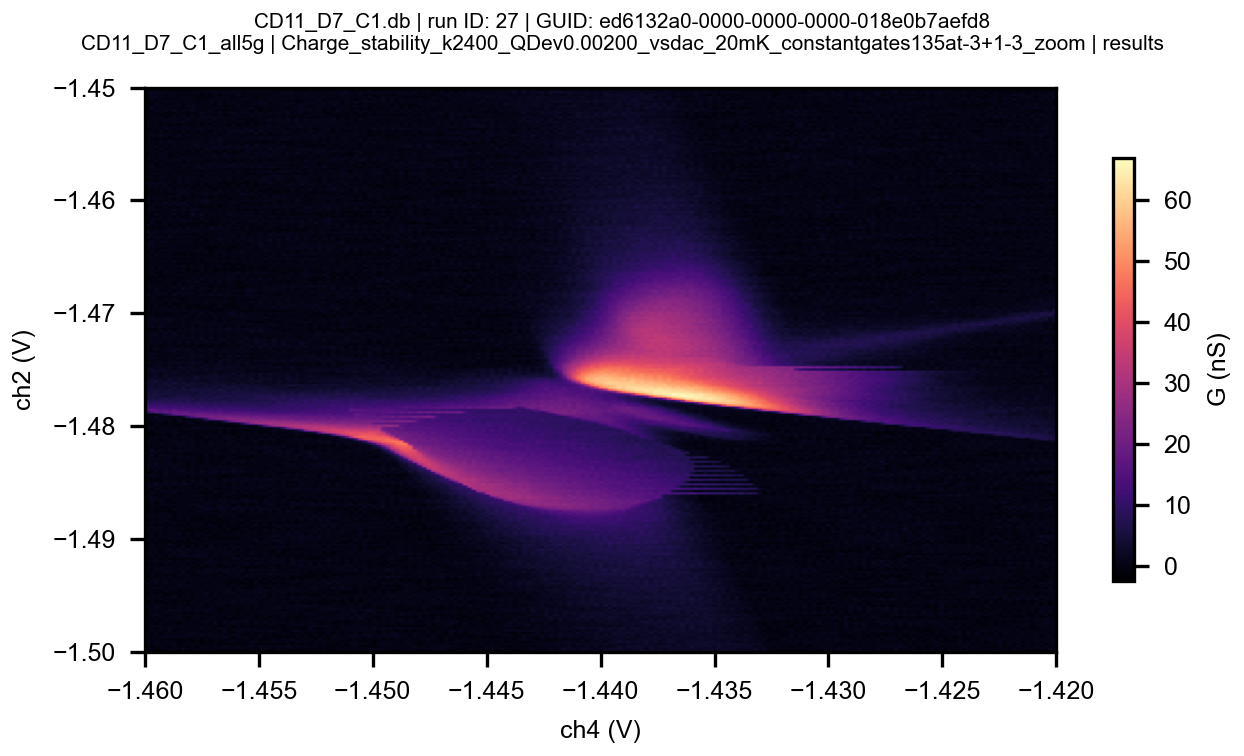 CD11_D7_C1.db | run ID: 27 | GUID: ed6132a0-0000-0000-0000-018e0b7aefd8
CD11_D7_C1_all5g | Charge_stability_k2400_QDev0.00200_vsdac_20mK_constantgates135at-3+1-3_zoom | results
−1.45
−1.46
−1.47
−1.48
−1.49
−1.50
ch2 (V)
−1.460 −1.455 −1.450 −1.445 −1.440 −1.435 −1.430 −1.425 −1.420
ch4 (V)
60
50
40
30
20
10
0
G (nS)